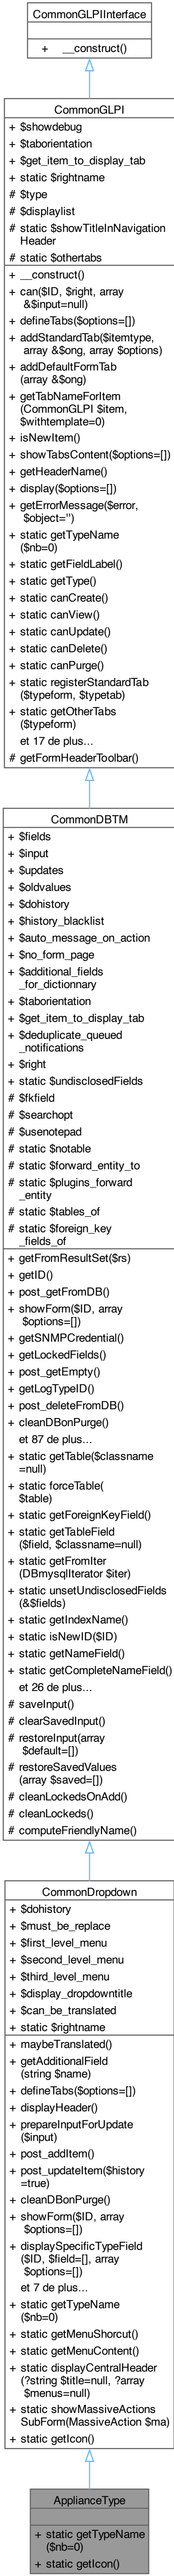 CommonGLPIInterface
+ __construct()
CommonGLPI
+ $showdebug
+ $taborientation
+ $get_item_to_display_tab
+ static $rightname
# $type
# $displaylist
# static $showTitleInNavigation
Header
# static $othertabs
+ __construct()
+ can($ID, $right, array
&$input=null)
+ defineTabs($options=[])
+ addStandardTab($itemtype,
array &$ong, array $options)
+ addDefaultFormTab
(array &$ong)
+ getTabNameForItem
(CommonGLPI $item,
$withtemplate=0)
+ isNewItem()
+ showTabsContent($options=[])
+ getHeaderName()
+ display($options=[])
+ getErrorMessage($error,
$object='')
+ static getTypeName
($nb=0)
+ static getFieldLabel()
+ static getType()
+ static canCreate()
+ static canView()
+ static canUpdate()
+ static canDelete()
+ static canPurge()
+ static registerStandardTab
($typeform, $typetab)
+ static getOtherTabs
($typeform)
et 17 de plus...
# getFormHeaderToolbar()
CommonDBTM
+ $fields
+ $input
+ $updates
+ $oldvalues
+ $dohistory
+ $history_blacklist
+ $auto_message_on_action
+ $no_form_page
+ $additional_fields
_for_dictionnary
+ $taborientation
+ $get_item_to_display_tab
+ $deduplicate_queued
_notifications
+ $right
+ static $undisclosedFields
# $fkfield
# $searchopt
# $usenotepad
# static $notable
# static $forward_entity_to
# static $plugins_forward
_entity
# static $tables_of
# static $foreign_key
_fields_of
+ getFromResultSet($rs)
+ getID()
+ post_getFromDB()
+ showForm($ID, array
$options=[])
+ getSNMPCredential()
+ getLockedFields()
+ post_getEmpty()
+ getLogTypeID()
+ post_deleteFromDB()
+ cleanDBonPurge()
et 87 de plus...
+ static getTable($classname
=null)
+ static forceTable(
$table)
+ static getForeignKeyField()
+ static getTableField
($field, $classname=null)
+ static getFromIter
(DBmysqlIterator $iter)
+ static unsetUndisclosedFields
(&$fields)
+ static getIndexName()
+ static isNewID($ID)
+ static getNameField()
+ static getCompleteNameField()
et 26 de plus...
# saveInput()
# clearSavedInput()
# restoreInput(array
$default=[])
# restoreSavedValues
(array $saved=[])
# cleanLockedsOnAdd()
# cleanLockeds()
# computeFriendlyName()
CommonDropdown
+ $dohistory
+ $must_be_replace
+ $first_level_menu
+ $second_level_menu
+ $third_level_menu
+ $display_dropdowntitle
+ $can_be_translated
+ static $rightname
+ maybeTranslated()
+ getAdditionalField
(string $name)
+ defineTabs($options=[])
+ displayHeader()
+ prepareInputForUpdate
($input)
+ post_addItem()
+ post_updateItem($history
=true)
+ cleanDBonPurge()
+ showForm($ID, array
$options=[])
+ displaySpecificTypeField
($ID, $field=[], array
$options=[])
et 7 de plus...
+ static getTypeName
($nb=0)
+ static getMenuShorcut()
+ static getMenuContent()
+ static displayCentralHeader
(?string $title=null, ?array
$menus=null)
+ static showMassiveActions
SubForm(MassiveAction $ma)
+ static getIcon()
ApplianceType
+ static getTypeName
($nb=0)
+ static getIcon()